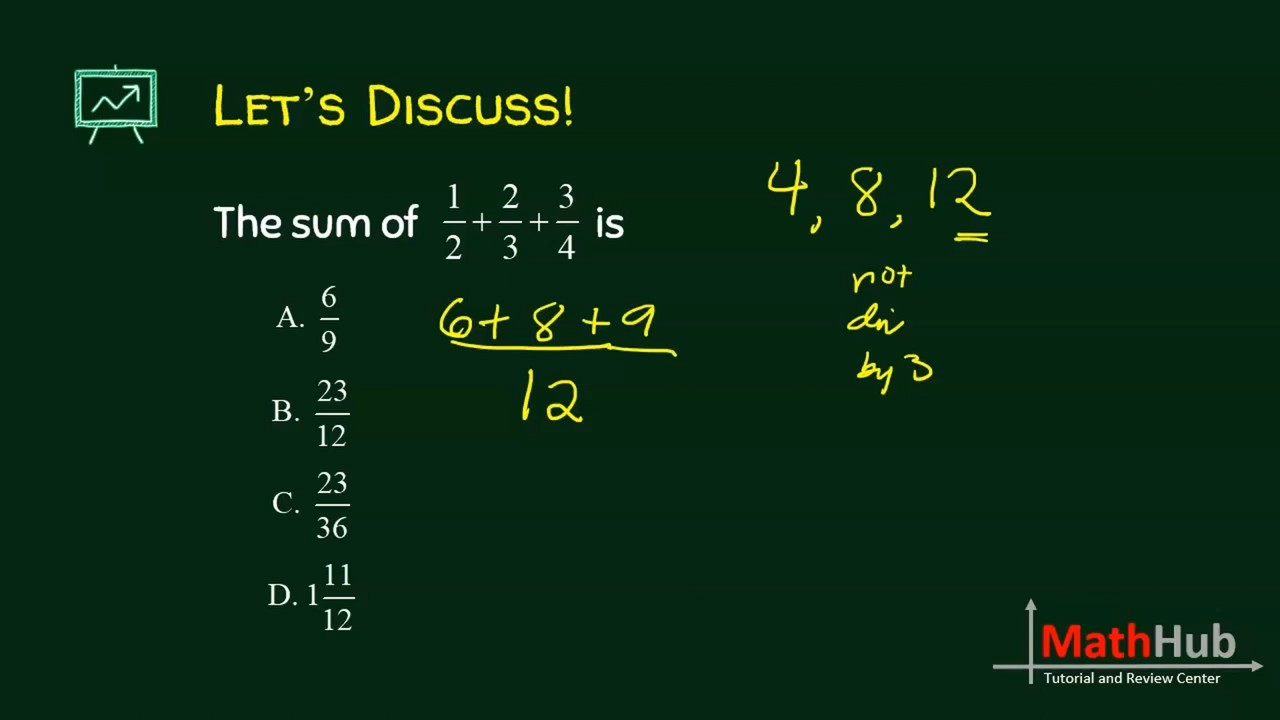 LET'S DISCUSS!
The sum of 1/2 + 2/3 + 3/4 is
A. 6/9
B. 23/12
C. 23/36
D. 1 11/12
6 + 8 + 9
12
4, 8, 12
not
div
by 3
MathHub
Tutorial and Review Center